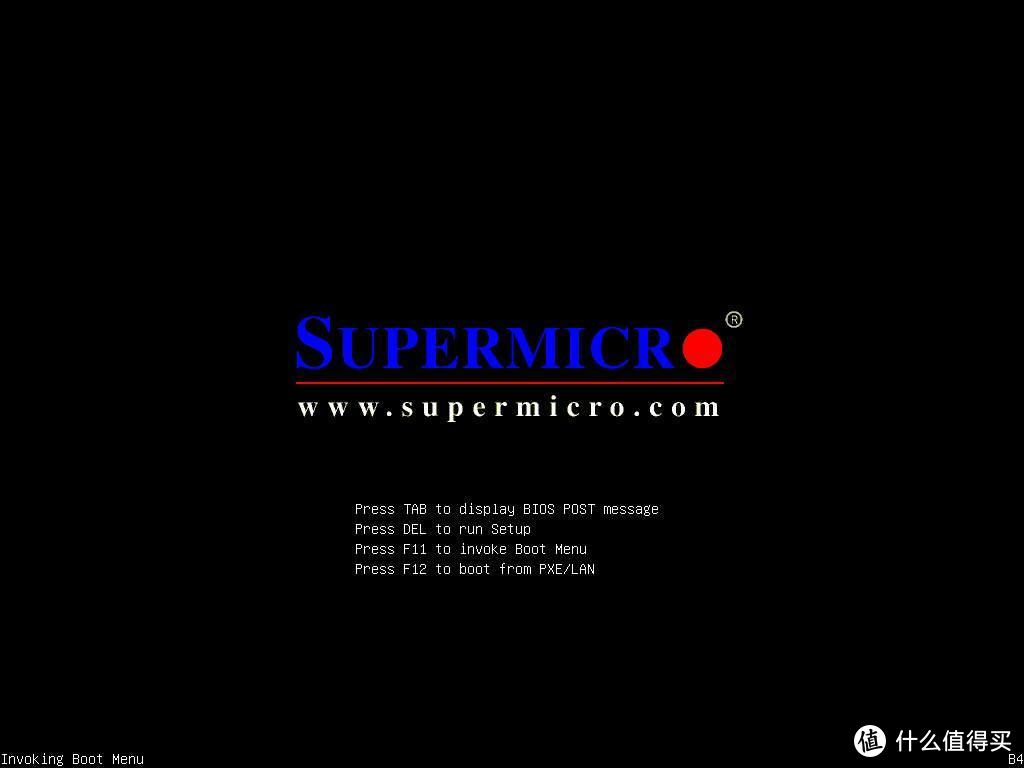 SUPERMICR●®
www.supermicro.com
Press TAB to display BIOS POST message
Press DEL to run Setup
Press F11 to invoke Boot Menu
Press F12 to boot from PXE/LAN
值 什么值得买
Invoking Boot Menu
B4